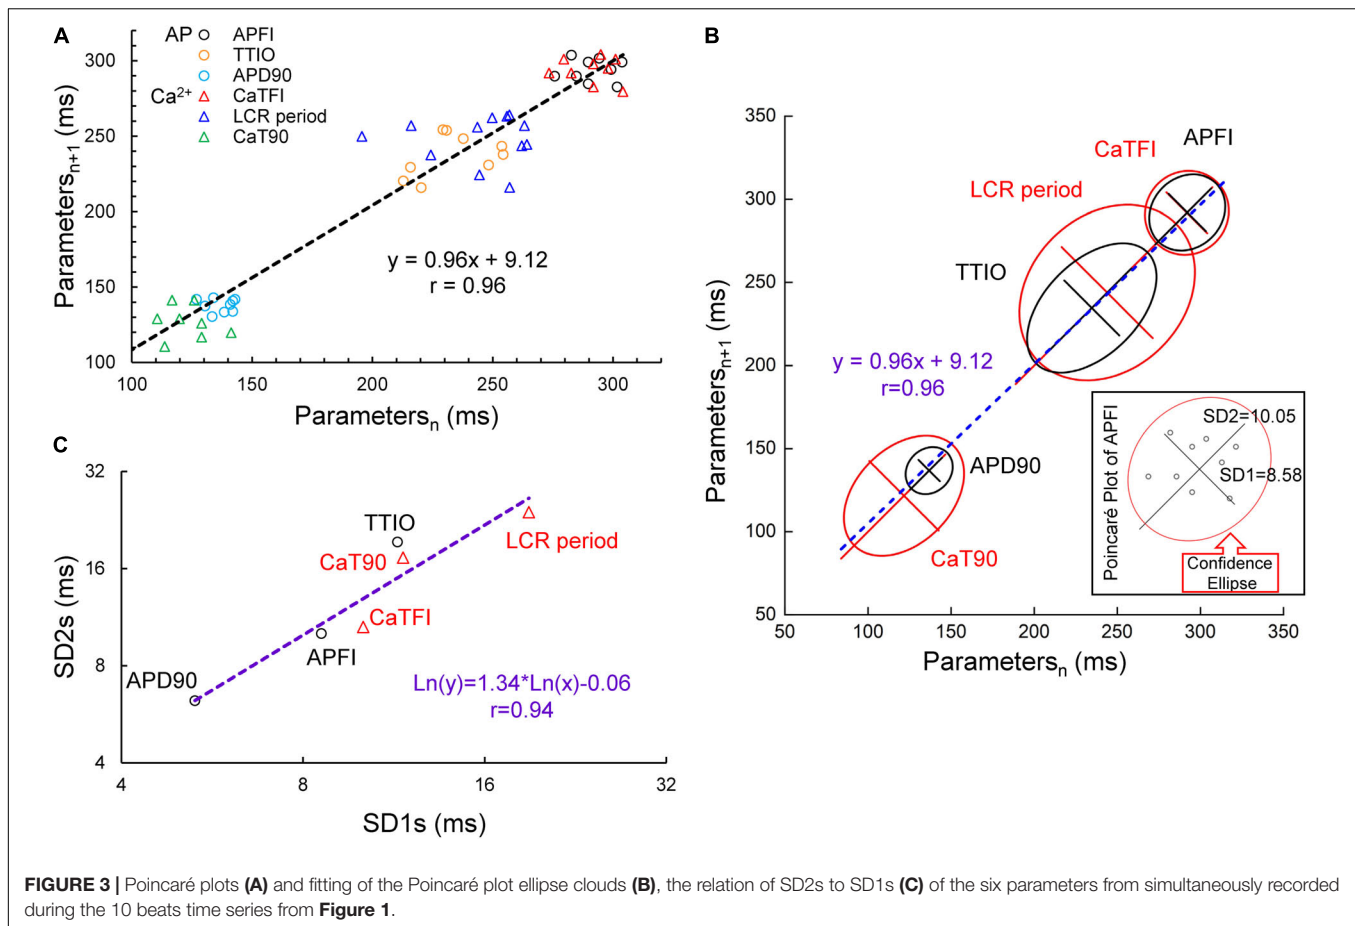 A
AP ○ APFI
○ TTIO
○ APD90
Ca²⁺ △ CaTFI
△ LCR period
△ CaT90
Parametersₙ₊₁ (ms)
300
250
200
150
100
y = 0.96x + 9.12
r = 0.96
100 150 200 250 300
Parametersₙ (ms)
B
350
300
250
200
150
100
50
Parametersₙ₊₁ (ms)
APFI
CaTFI
LCR period
TTIO
y = 0.96x + 9.12
r=0.96
APD90
CaT90
Poincaré Plot of APFI
SD2=10.05
SD1=8.58
Confidence
Ellipse
50 100 150 200 250 300 350
Parametersₙ (ms)
C
32
16
8
4
SD2s (ms)
TTIO
CaT90
LCR period
CaTFI
APFI
APD90
Ln(y)=1.34*Ln(x)-0.06
r=0.94
4 8 16 32
SD1s (ms)
FIGURE 3 | Poincaré plots (A) and fitting of the Poincaré plot ellipse clouds (B), the relation of SD2s to SD1s (C) of the six parameters from simultaneously recorded
during the 10 beats time series from Figure 1.